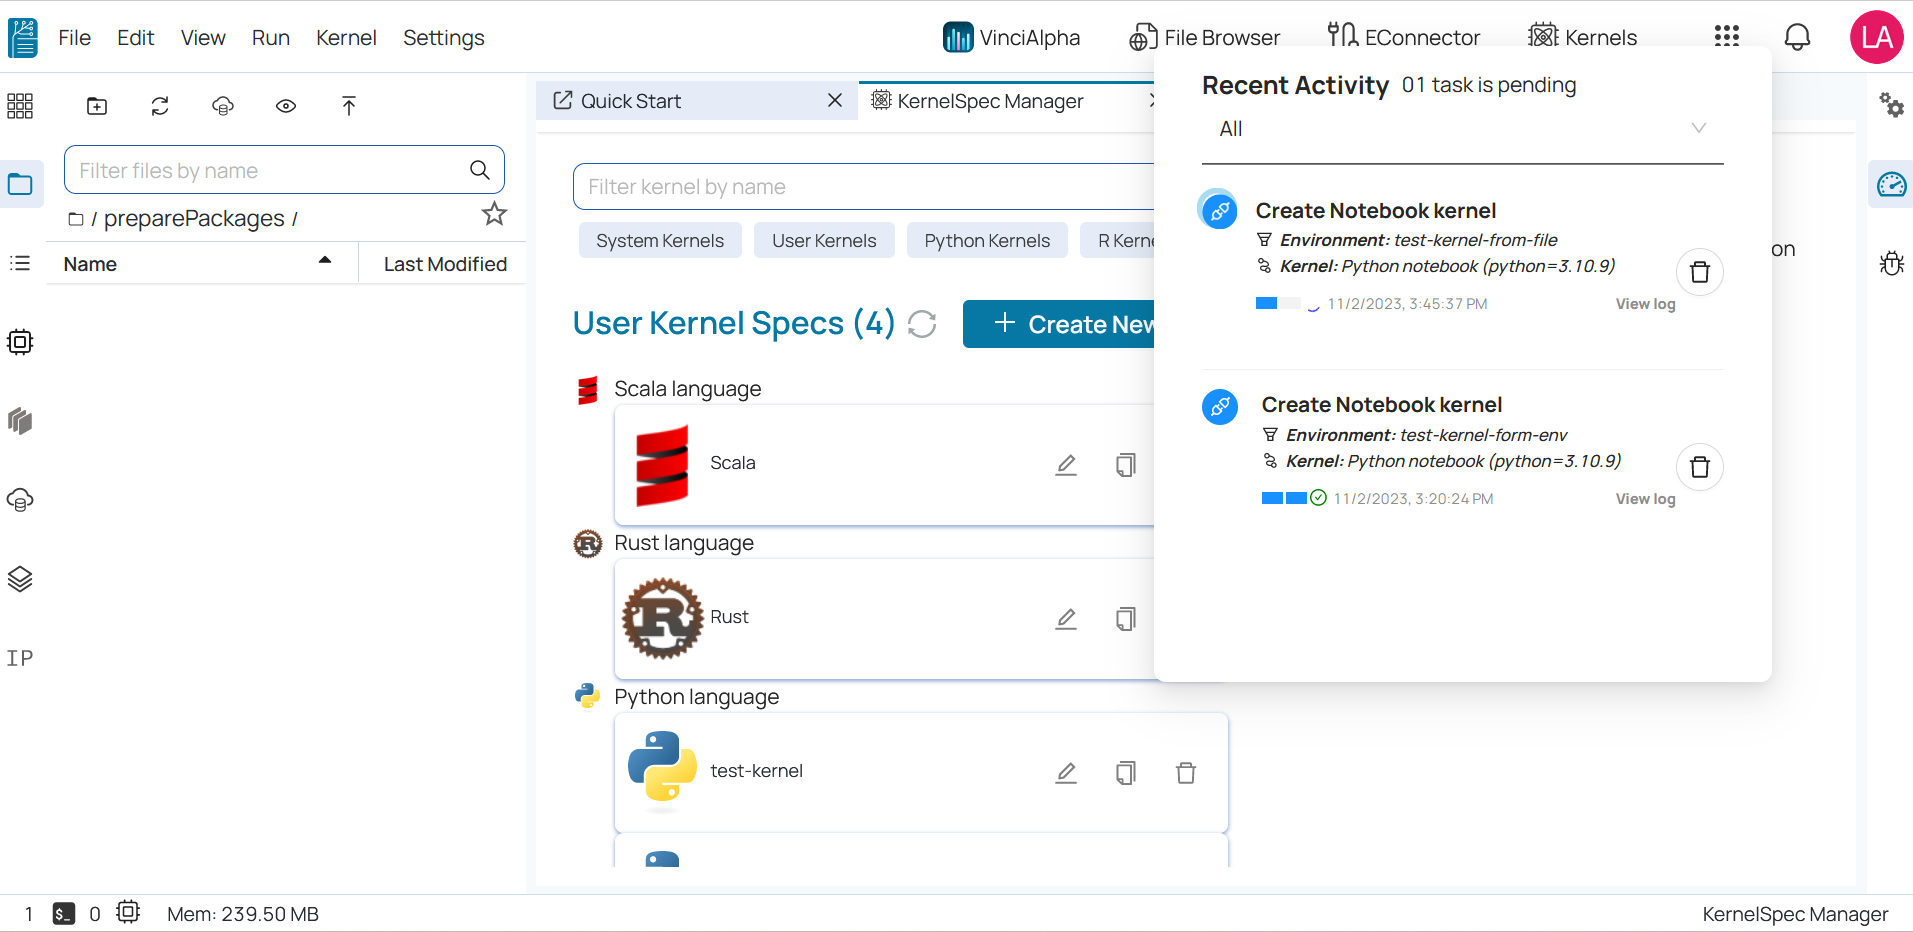 File Edit View Run Kernel Settings VinciAlpha File Browser EConnector Kernels LA
Quick Start KernelSpec Manager
Filter files by name
/ preparePackages /
Name Last Modified
Filter kernel by name
System Kernels User Kernels Python Kernels R Kerne
on
User Kernel Specs (4) Create New
Scala language
Scala
Rust language
R Rust
Python language
test-kernel
Recent Activity 01 task is pending
All
Create Notebook kernel
Environment: test-kernel-from-file
Kernel: Python notebook (python=3.10.9)
11/2/2023, 3:45:37 PM View log
Create Notebook kernel
Environment: test-kernel-form-env
Kernel: Python notebook (python=3.10.9)
11/2/2023, 3:20:24 PM View log
IP
1 $_ 0 Mem: 239.50 MB KernelSpec Manager